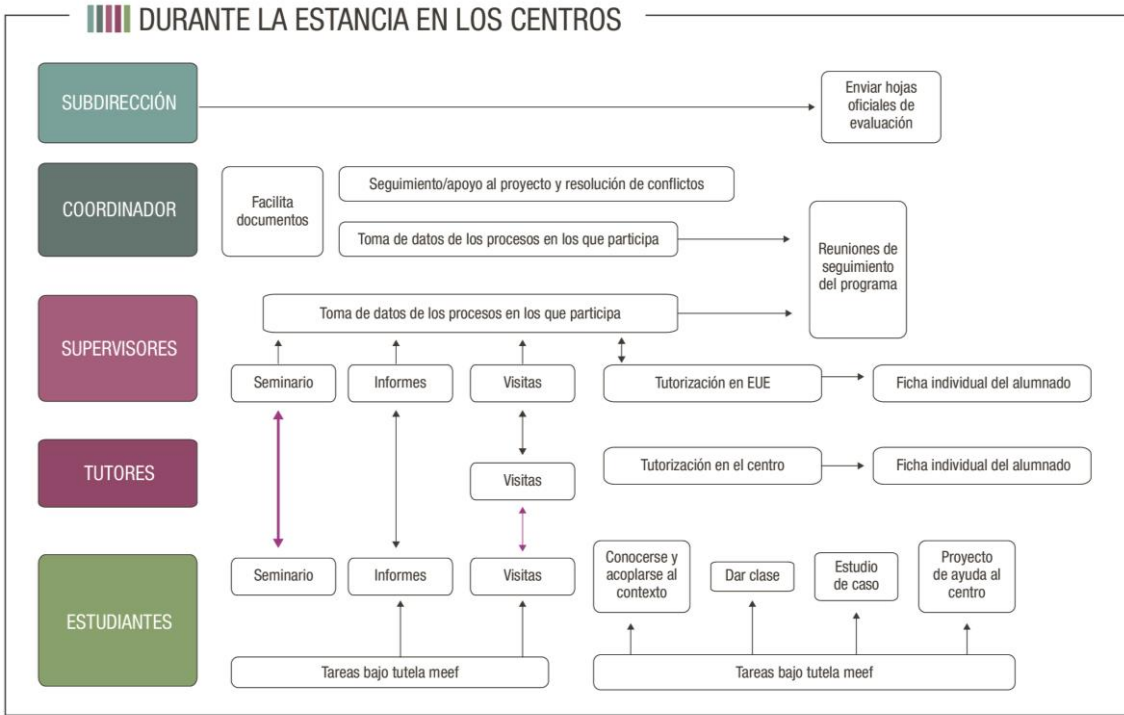 DURANTE LA ESTANCIA EN LOS CENTROS
SUBDIRECCIÓN
Enviar hojas
oficiales de
evaluación
COORDINADOR
Facilita
documentos
Seguimiento/apoyo al proyecto y resolución de conflictos
Toma de datos de los procesos en los que participa
Reuniones de
seguimiento
del programa
SUPERVISORES
Toma de datos de los procesos en los que participa
Seminario
Informes
Visitas
Tutorización en EUE
Ficha individual del alumnado
TUTORES
Visitas
Tutorización en el centro
Ficha individual del alumnado
ESTUDIANTES
Seminario
Informes
Visitas
Conocerse y
acoplarse al
contexto
Dar clase
Estudio
de caso
Proyecto
de ayuda al
centro
Tareas bajo tutela meef
Tareas bajo tutela meef